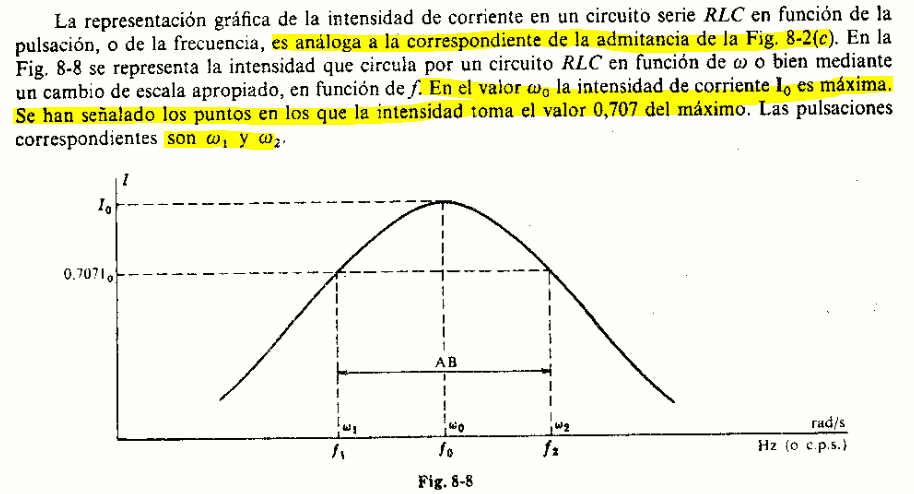 La representación gráfica de la intensidad de corriente en un circuito serie RLC en función de la
pulsación, o de la frecuencia, es análoga a la correspondiente de la admitancia de la Fig. 8-2(c). En la
Fig. 8-8 se representa la intensidad que circula por un circuito RLC en función de ω o bien mediante
un cambio de escala apropiado, en función de f. En el valor ω₀ la intensidad de corriente I₀ es máxima.
Se han señalado los puntos en los que la intensidad toma el valor 0,707 del máximo. Las pulsaciones
correspondientes son ω₁ y ω₂.
I
I₀
0.707I₀
AB
ω₁ ω₀ ω₂ rad/s
f₁ f₀ f₂ Hz (o c.p.s.)
Fig. 8-8